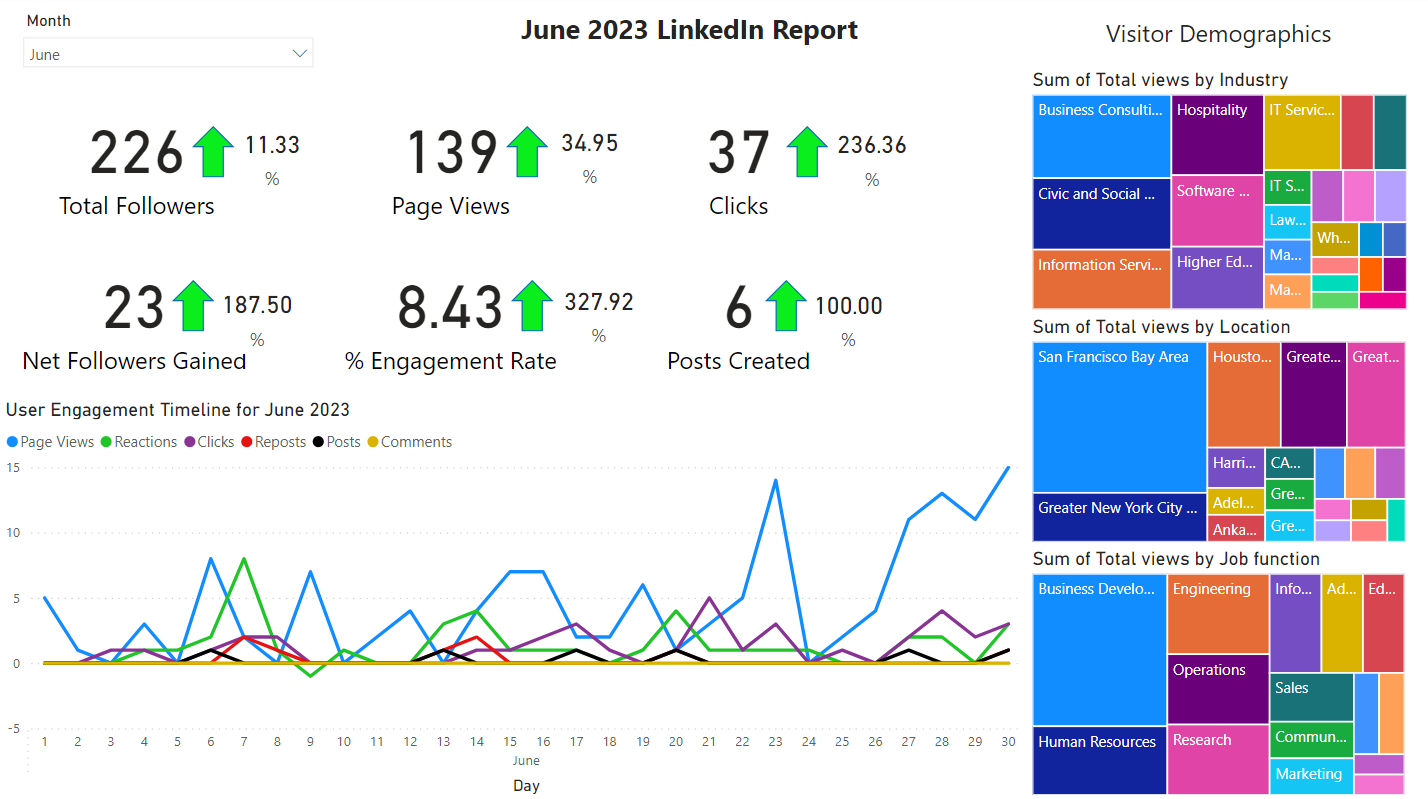 Month
June
June 2023 LinkedIn Report
226
11.33
%
Total Followers
139
34.95
%
Page Views
37
236.36
%
Clicks
23
187.50
%
Net Followers Gained
8.43
327.92
%
% Engagement Rate
6
100.00
%
Posts Created
User Engagement Timeline for June 2023
Page Views Reactions Clicks Reposts Posts Comments
15
10
5
0
-5
1 2 3 4 5 6 7 8 9 10 11 12 13 14 15 16 17 18 19 20 21 22 23 24 25 26 27 28 29 30
June
Day
Visitor Demographics
Sum of Total views by Industry
Business Consulti...
Civic and Social ...
Information Servi...
Hospitality
Software ...
Higher Ed...
IT Servic...
IT S...
Law...
Ma...
Ma...
Wh...
Sum of Total views by Location
San Francisco Bay Area
Greater New York City ...
Housto...
Greate...
Great...
Harri...
Adel...
Anka...
CA...
Gre...
Gre...
Sum of Total views by Job function
Business Develo...
Human Resources
Engineering
Operations
Research
Info...
Ad...
Ed...
Sales
Commun...
Marketing